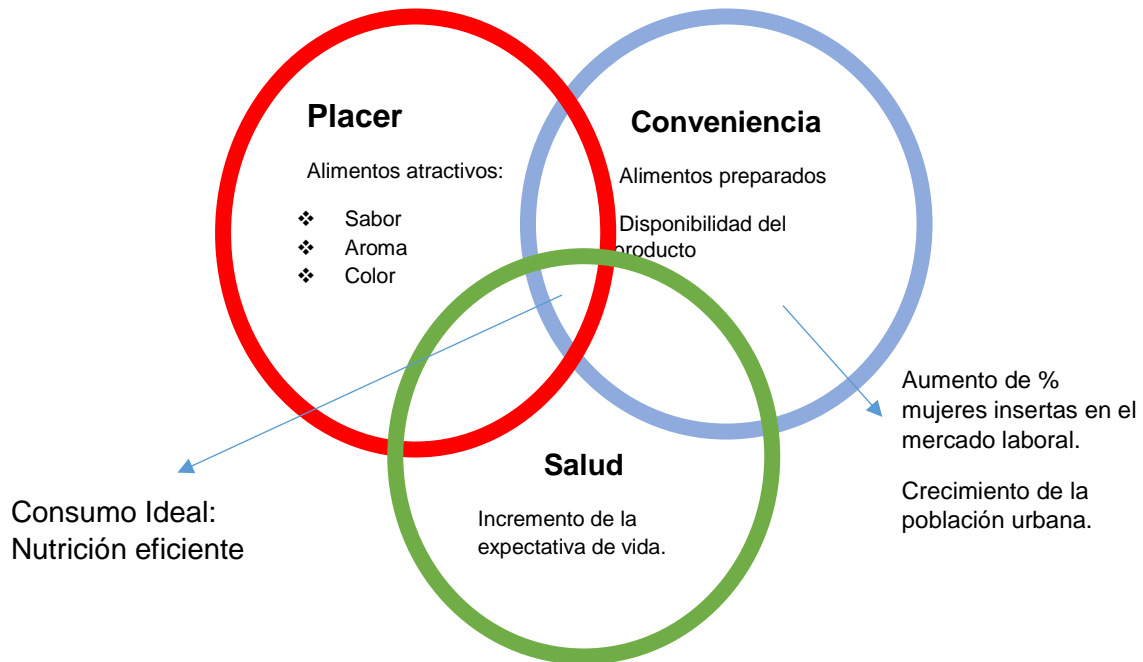 Placer
Alimentos atractivos:
❖ Sabor
❖ Aroma
❖ Color
Conveniencia
Alimentos preparados
Disponibilidad del
producto
Salud
Incremento de la
expectativa de vida.
Consumo Ideal:
Nutrición eficiente
Aumento de %
mujeres insertas en el
mercado laboral.
Crecimiento de la
población urbana.